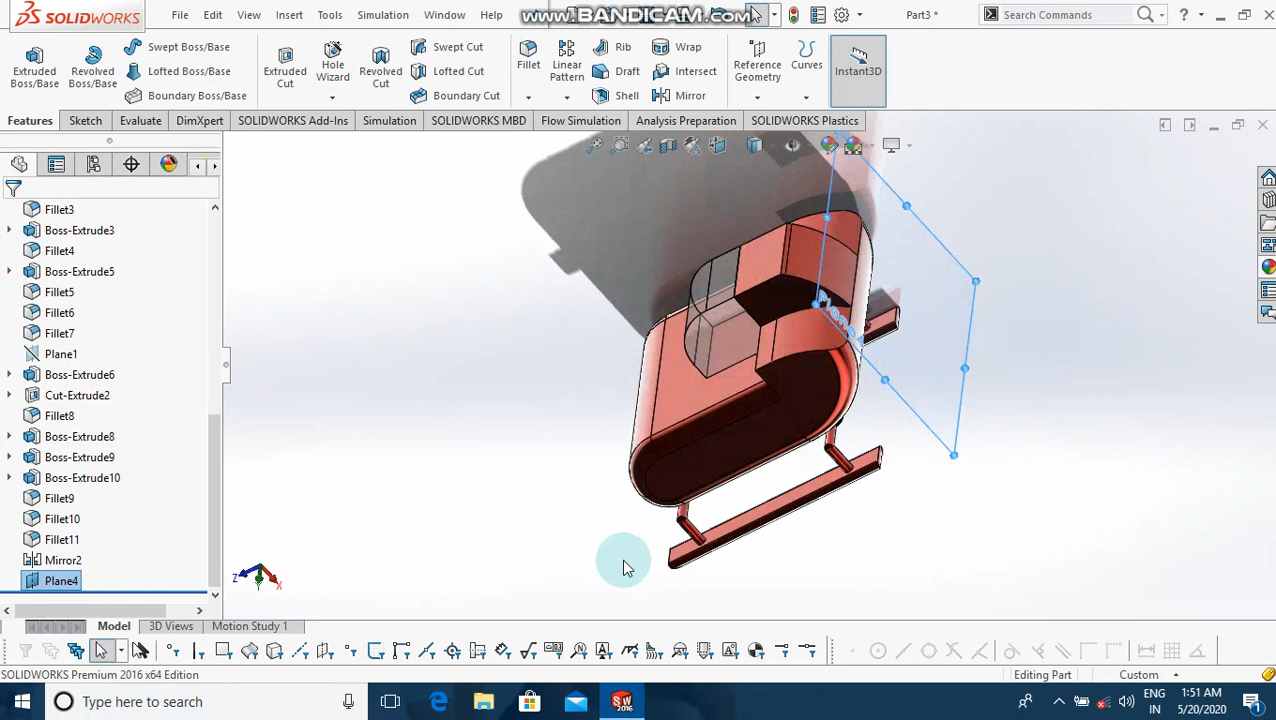 SOLIDWORKS File Edit View Insert Tools Simulation Window Help www.BANDICAM.com Part3 * Search Commands ?
Extruded Boss/Base
Revolved Boss/Base
Swept Boss/Base
Lofted Boss/Base
Boundary Boss/Base
Extruded Cut
Hole Wizard
Revolved Cut
Swept Cut
Lofted Cut
Boundary Cut
Fillet
Linear Pattern
Rib
Draft
Shell
Wrap
Intersect
Mirror
Reference Geometry
Curves
Instant3D
Features Sketch Evaluate DimXpert SOLIDWORKS Add-Ins Simulation SOLIDWORKS MBD Flow Simulation Analysis Preparation SOLIDWORKS Plastics
Fillet3
Boss-Extrude3
Fillet4
Boss-Extrude5
Fillet5
Fillet6
Fillet7
Plane1
Boss-Extrude6
Cut-Extrude2
Fillet8
Boss-Extrude8
Boss-Extrude9
Boss-Extrude10
Fillet9
Fillet10
Fillet11
Mirror2
Plane4
Z Y X
Model 3D Views Motion Study 1
SOLIDWORKS Premium 2016 x64 Edition Editing Part Custom
Type here to search
SW 2016
ENG 1:51 AM
IN 5/20/2020
1